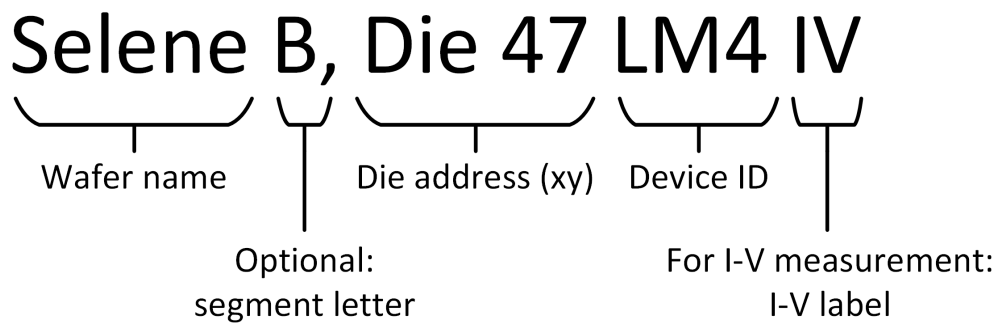 Selene B, Die 47 LM4 IV
Wafer name
Die address (xy)
Device ID
Optional:
segment letter
For I-V measurement:
I-V label